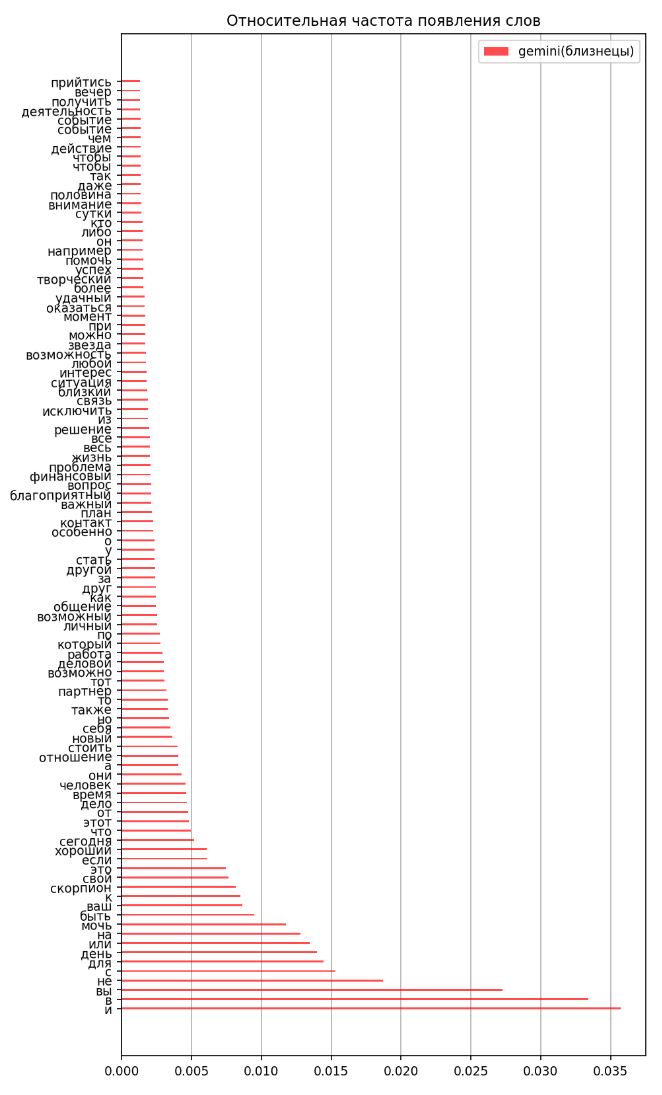 Относительная частота появления слов
gemini(близнецы)
прийтись
вечер
получить
деятельность
событие
событие
чем
действие
чтобы
чтобы
так
даже
половина
внимание
сутки
кто
либо
он
например
помочь
успех
творческий
более
удачный
оказаться
момент
при
можно
звезда
возможность
любой
интерес
ситуация
близкий
связь
исключить
из
решение
все
весь
жизнь
проблема
финансовый
вопрос
благоприятный
важный
план
контакт
особенно
о
у
стать
другой
за
друг
как
общение
возможный
личный
по
который
работа
деловой
возможно
тот
партнер
то
также
но
себя
новый
стоить
отношение
а
они
человек
время
дело
от
этот
что
сегодня
хороший
если
это
свой
скорпион
к
ваш
быть
мочь
на
или
день
для
с
не
вы
в
и
0.000 0.005 0.010 0.015 0.020 0.025 0.030 0.035